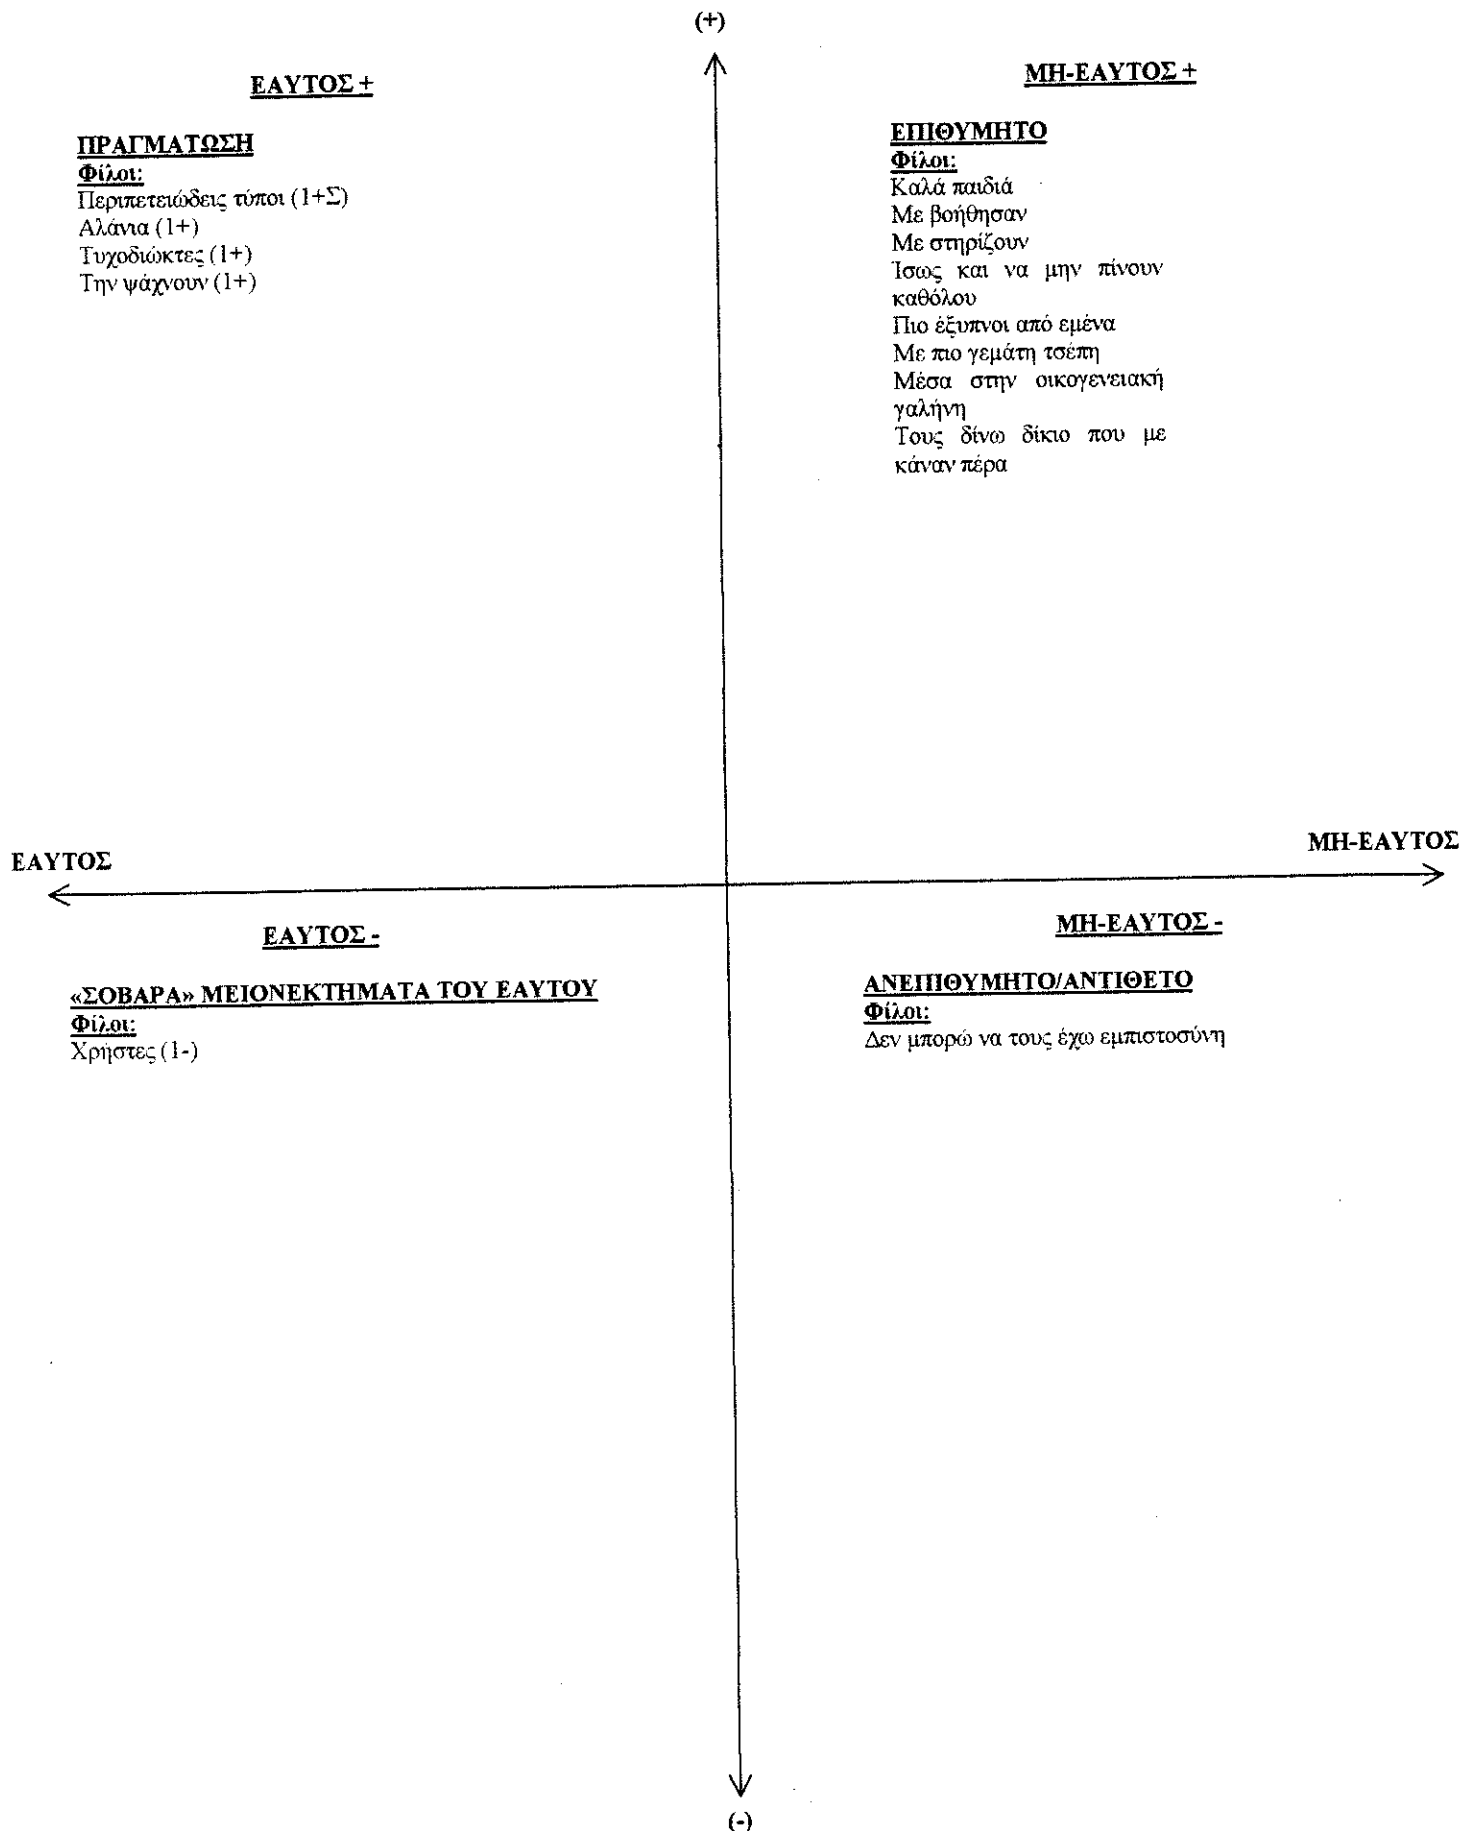 (+)
ΕΑΥΤΟΣ +
ΠΡΑΓΜΑΤΩΣΗ
Φίλοι:
Περιπετειώδεις τύποι (1+Σ)
Αλάνια (1+)
Τυχοδιώκτες (1+)
Την ψάχνουν (1+)
ΜΗ-ΕΑΥΤΟΣ +
ΕΠΙΘΥΜΗΤΟ
Φίλοι:
Καλά παιδιά
Με βοήθησαν
Με στηρίζουν
Ίσως και να μην πίνουν
καθόλου
Πιο έξυπνοι από εμένα
Με πιο γεμάτη τσέπη
Μέσα στην οικογενειακή
γαλήνη
Τους δίνω δίκιο που με
κάναν πέρα
ΕΑΥΤΟΣ
ΜΗ-ΕΑΥΤΟΣ
ΕΑΥΤΟΣ -
«ΣΟΒΑΡΑ» ΜΕΙΟΝΕΚΤΗΜΑΤΑ ΤΟΥ ΕΑΥΤΟΥ
Φίλοι:
Χρήστες (1-)
ΜΗ-ΕΑΥΤΟΣ -
ΑΝΕΠΙΘΥΜΗΤΟ/ΑΝΤΙΘΕΤΟ
Φίλοι:
Δεν μπορώ να τους έχω εμπιστοσύνη
(-)